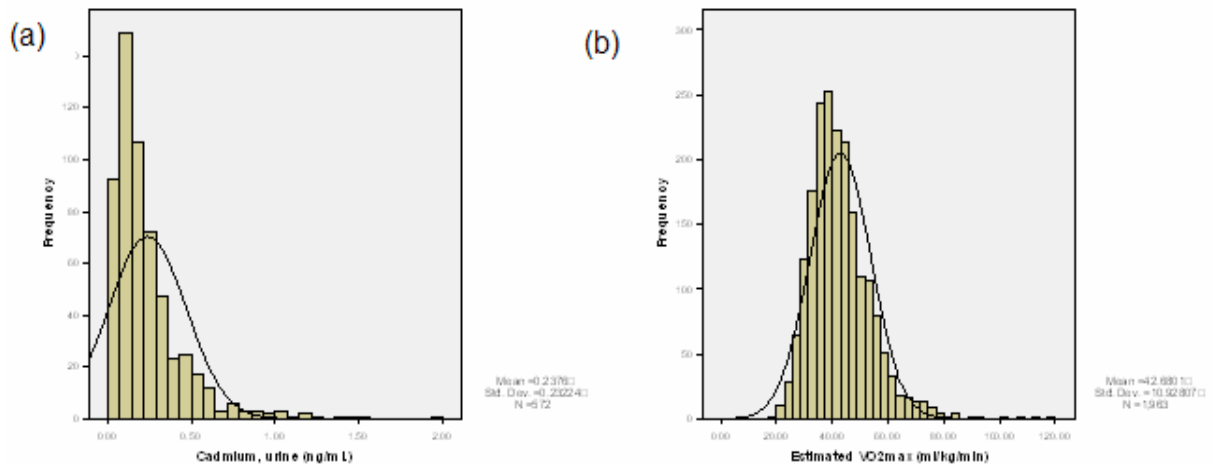 (a)
Frequency
120
100
80
60
40
20
0
0.00 0.50 1.00 1.50 2.00
Cadmium, urine (ng/mL)
Mean =0.2376
Std. Dev. =0.23224
N =572
(b)
Frequency
300
250
200
150
100
50
0
0.00 20.00 40.00 60.00 80.00 100.00 120.00
Estimated VO2max (ml/kg/min)
Mean =42.6801
Std. Dev. =10.92807
N =1,963